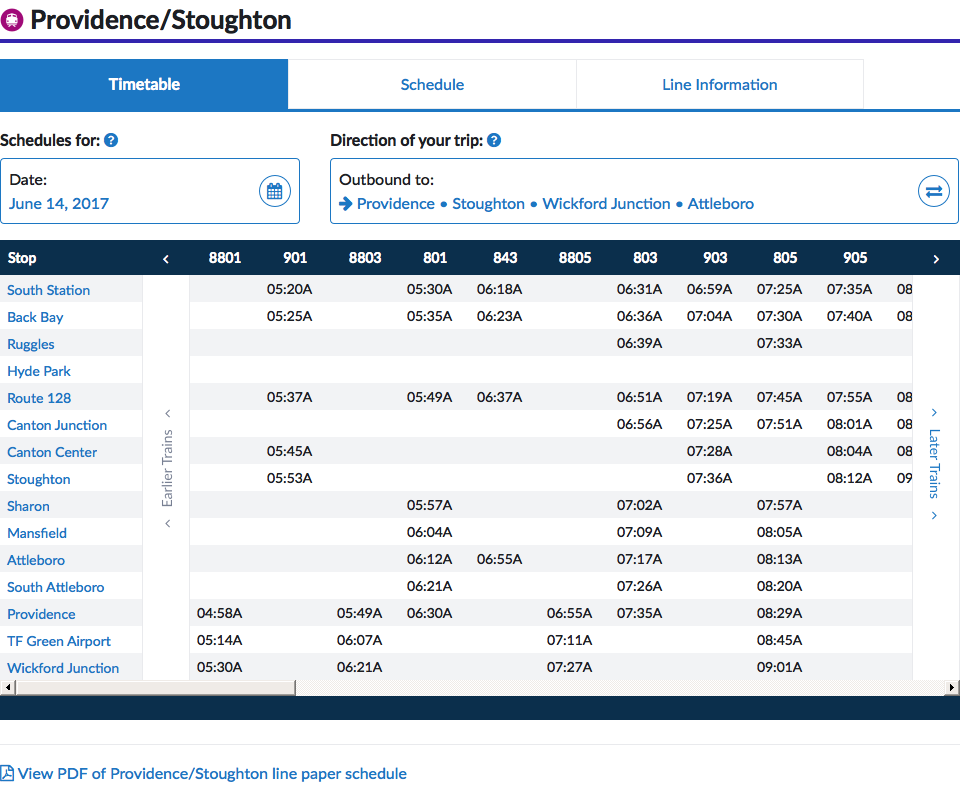 Providence/Stoughton
Timetable Schedule Line Information
Schedules for: ? Direction of your trip: ?
Date: Outbound to:
June 14, 2017 Providence • Stoughton • Wickford Junction • Attleboro
Stop 8801 901 8803 801 843 8805 803 903 805 905
South Station 05:20A 05:30A 06:18A 06:31A 06:59A 07:25A 07:35A 08
Back Bay 05:25A 05:35A 06:23A 06:36A 07:04A 07:30A 07:40A 08
Ruggles 06:39A 07:33A
Hyde Park
Route 128 05:37A 05:49A 06:37A 06:51A 07:19A 07:45A 07:55A 08
Canton Junction 06:56A 07:25A 07:51A 08:01A 08
Canton Center 05:45A 07:28A 08:04A 08
Stoughton 05:53A 07:36A 08:12A 09
Sharon 05:57A 07:02A 07:57A
Mansfield 06:04A 07:09A 08:05A
Attleboro 06:12A 06:55A 07:17A 08:13A
South Attleboro 06:21A 07:26A 08:20A
Providence 04:58A 05:49A 06:30A 06:55A 07:35A 08:29A
TF Green Airport 05:14A 06:07A 07:11A 08:45A
Wickford Junction 05:30A 06:21A 07:27A 09:01A
Earlier Trains
Later Trains
View PDF of Providence/Stoughton line paper schedule